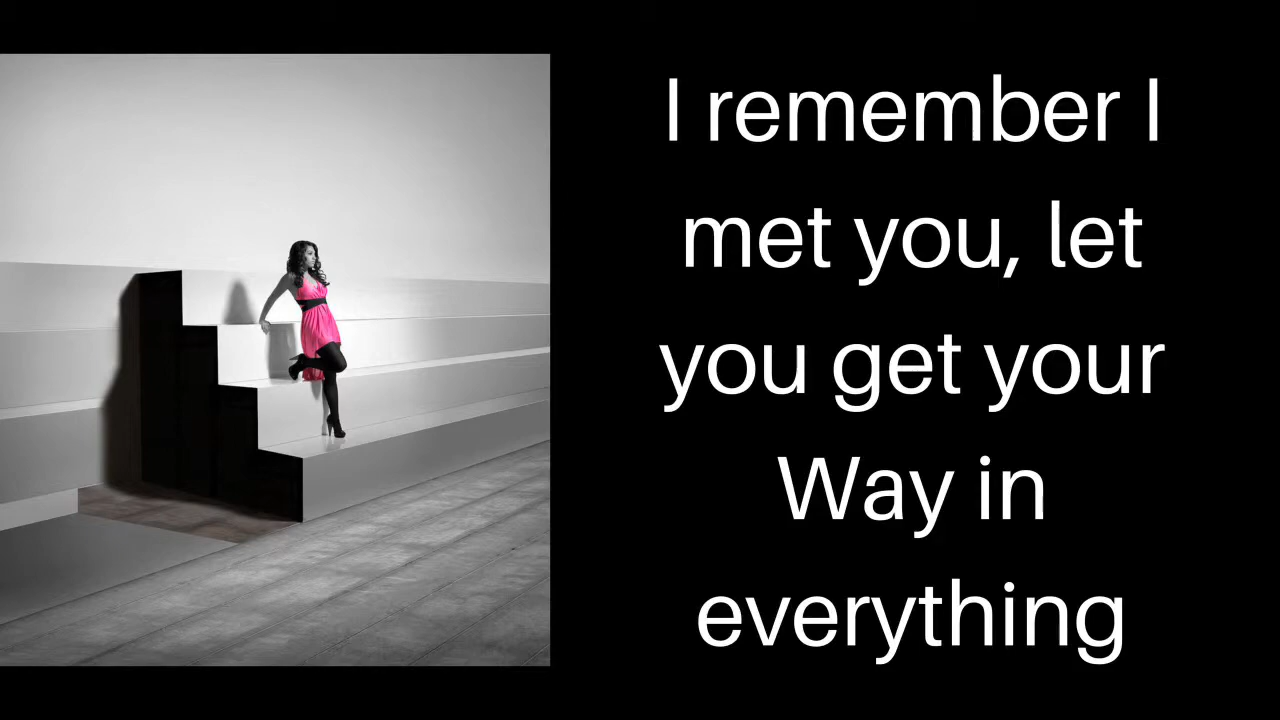 I remember I
met you, let
you get your
Way in
everything